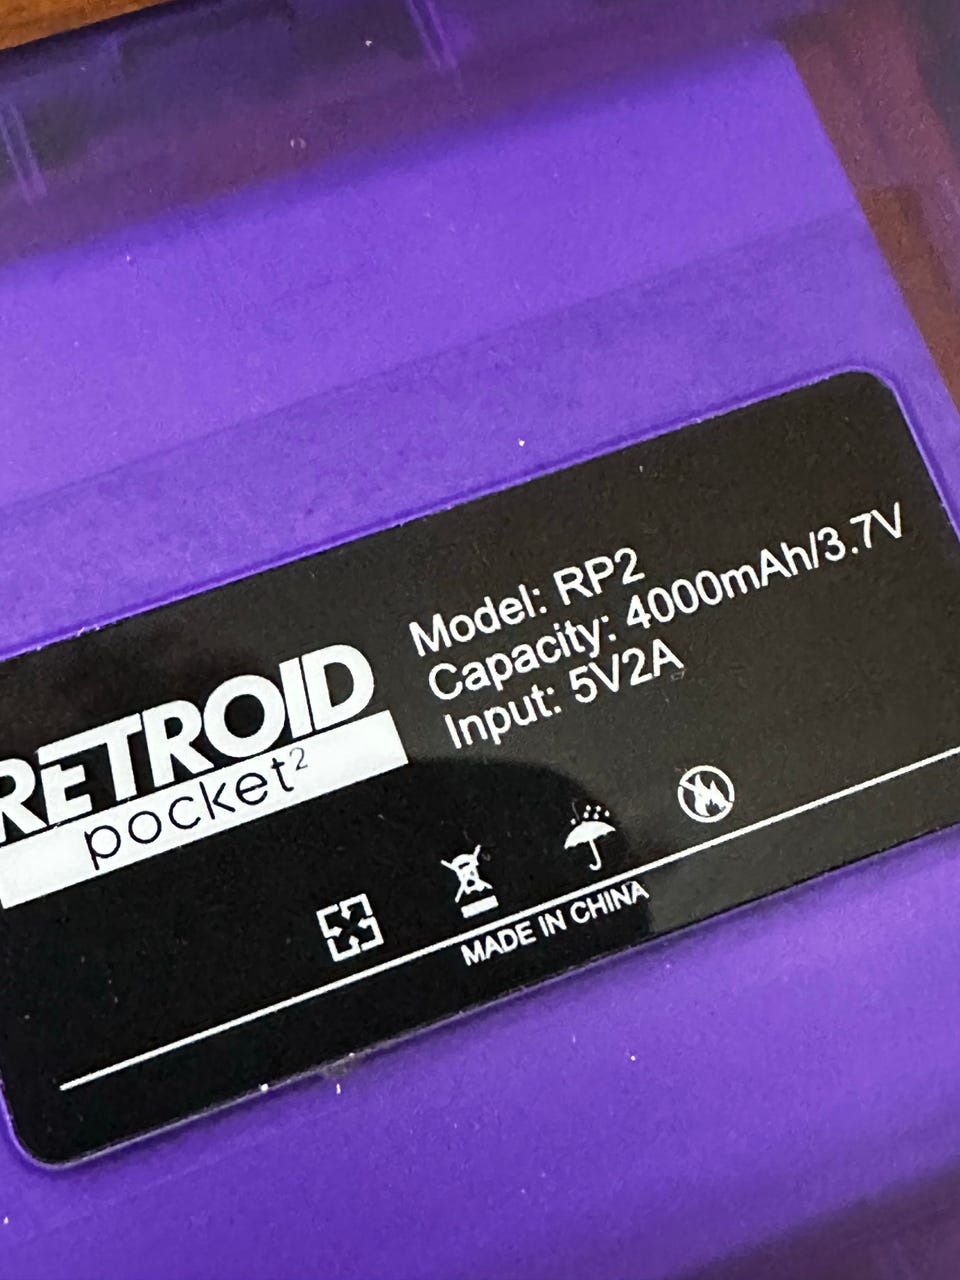 RETROID
pocket²
Model: RP2
Capacity: 4000mAh/3.7V
Input: 5V2A
MADE IN CHINA